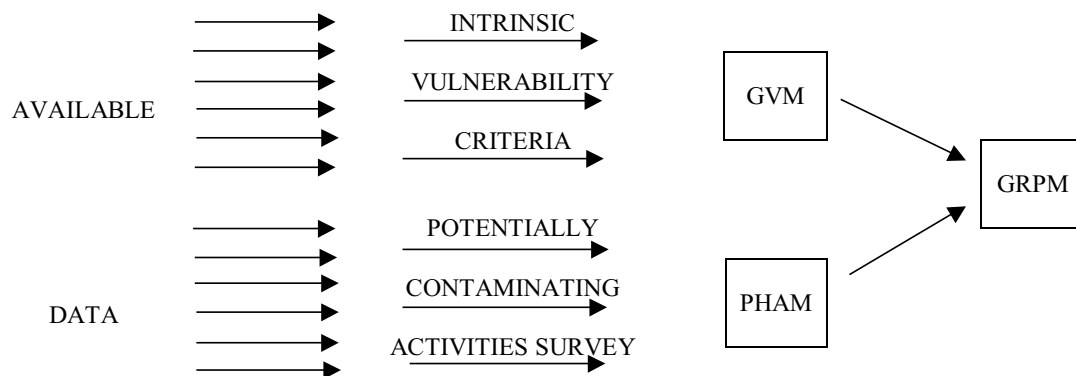 INTRINSIC
VULNERABILITY
AVAILABLE
CRITERIA
GVM
GRPM
POTENTIALLY
CONTAMINATING
DATA
ACTIVITIES SURVEY
PHAM